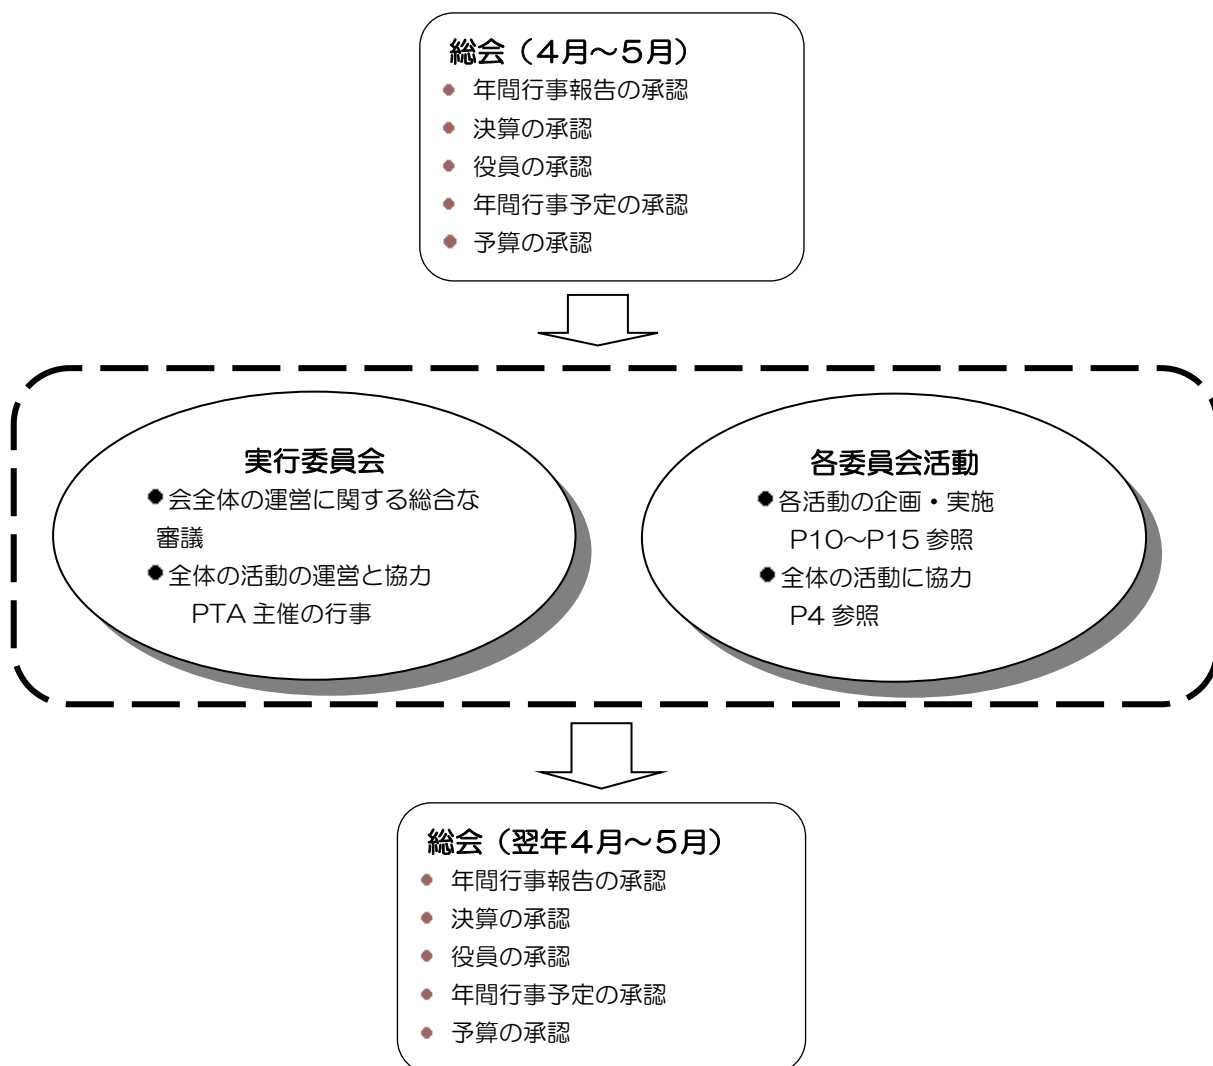 総会（４月～５月）
● 年間行事報告の承認
● 決算の承認
● 役員の承認
● 年間行事予定の承認
● 予算の承認
実行委員会
●会全体の運営に関する総合な
審議
●全体の活動の運営と協力
PTA 主催の行事
各委員会活動
●各活動の企画・実施
P10～P15 参照
●全体の活動に協力
P4 参照
総会（翌年４月～５月）
● 年間行事報告の承認
● 決算の承認
● 役員の承認
● 年間行事予定の承認
● 予算の承認